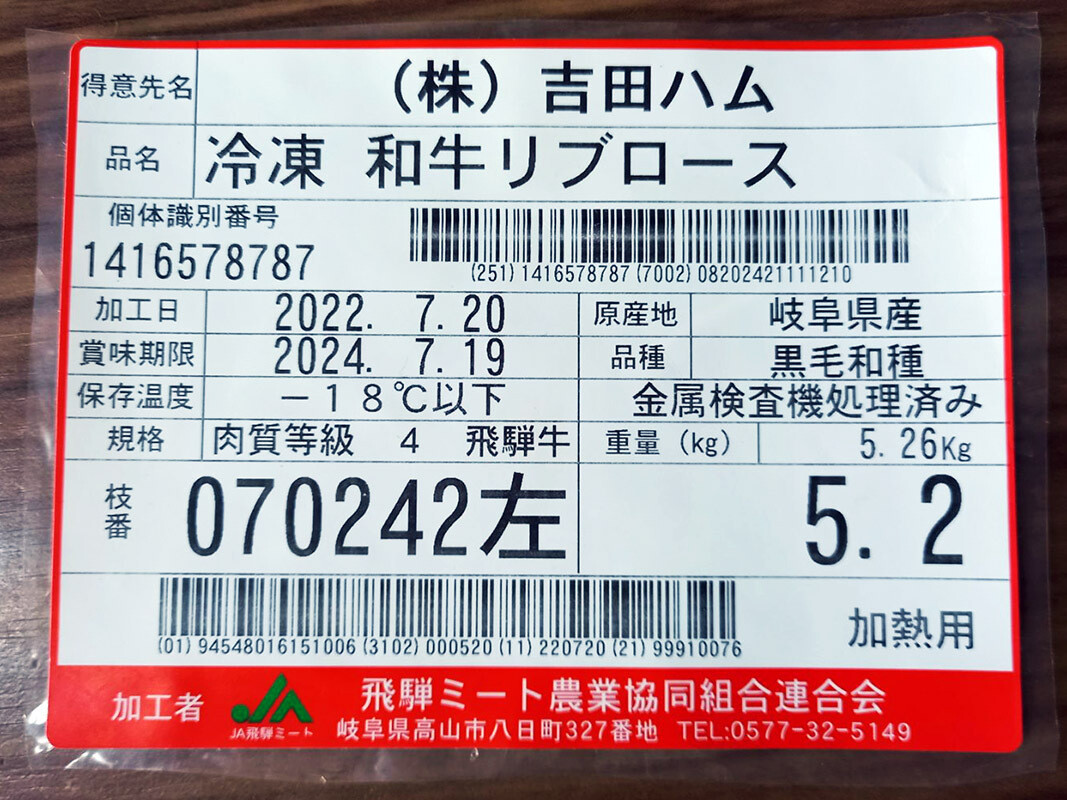 得意先名 （株）吉田ハム
品名 冷凍 和牛リブロース
個体識別番号
1416578787
(251) 1416578787 (7002) 08202421111210
加工日 2022. 7. 20 原産地 岐阜県産
賞味期限 2024. 7. 19 品種 黒毛和種
保存温度 －１８℃以下 金属検査機処理済み
規格 肉質等級 4 飛騨牛 重量（kg） 5. 26Kg
枝番 070242左 5. 2
(01) 94548016151006 (3102) 000520 (11) 220720 (21) 99910076
加熱用
加工者 JA飛騨ミート 飛騨ミート農業協同組合連合会
岐阜県高山市八日町327番地 TEL:0577-32-5149